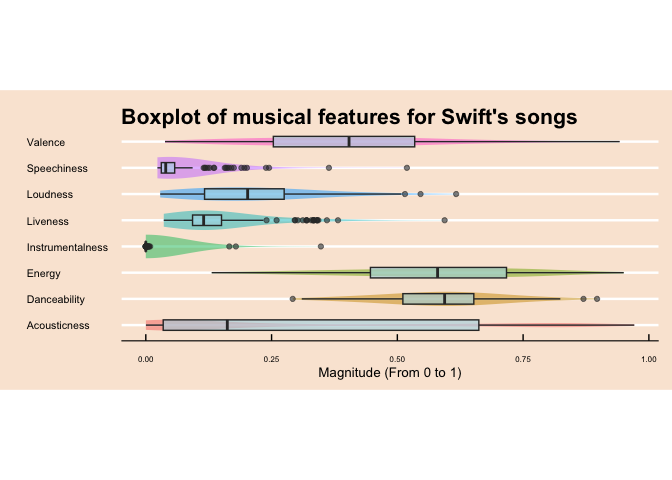 Boxplot of musical features for Swift's songs
Valence
Speechiness
Loudness
Liveness
Instrumentalness
Energy
Danceability
Acousticness
0.00 0.25 0.50 0.75 1.00
Magnitude (From 0 to 1)